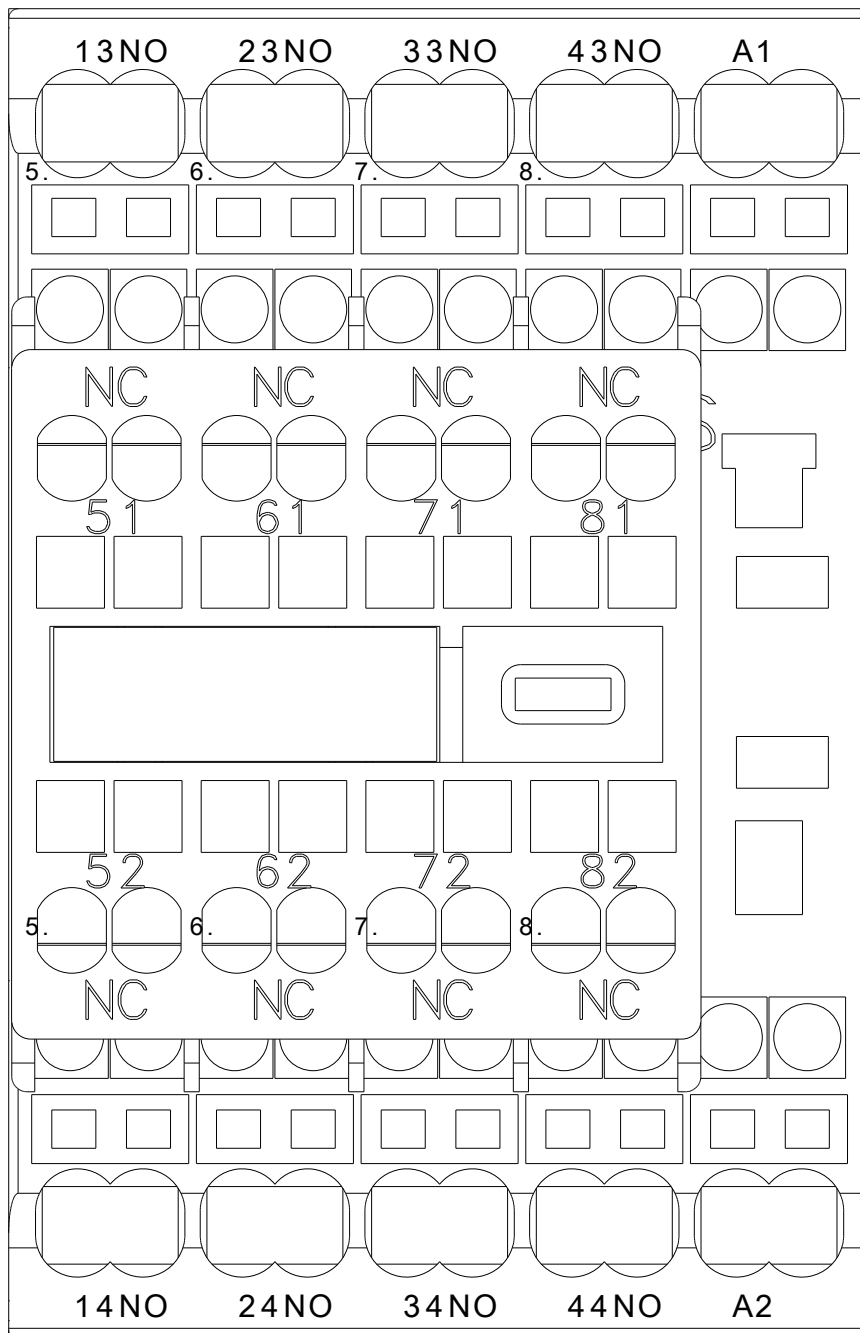 13NO 23NO 33NO 43NO A1
5. 6. 7. 8.
NC NC NC NC
51 61 71 81
52 62 72 82
5. 6. 7. 8.
NC NC NC NC
14NO 24NO 34NO 44NO A2